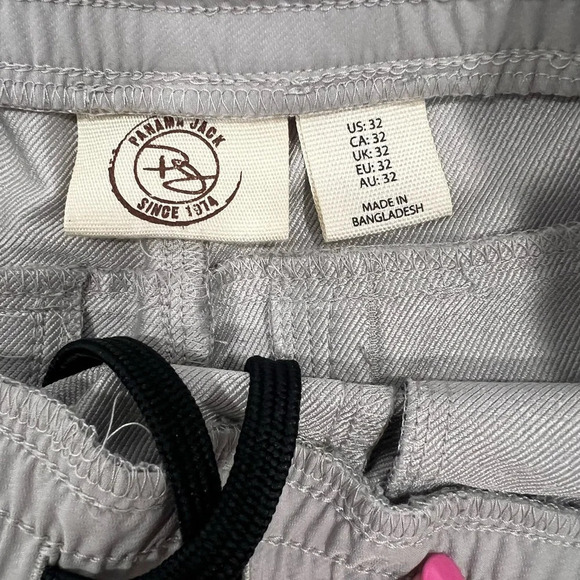 PANAMA JACK
PJ
SINCE 1974
US: 32
CA: 32
UK: 32
EU: 32
AU: 32
MADE IN
BANGLADESH